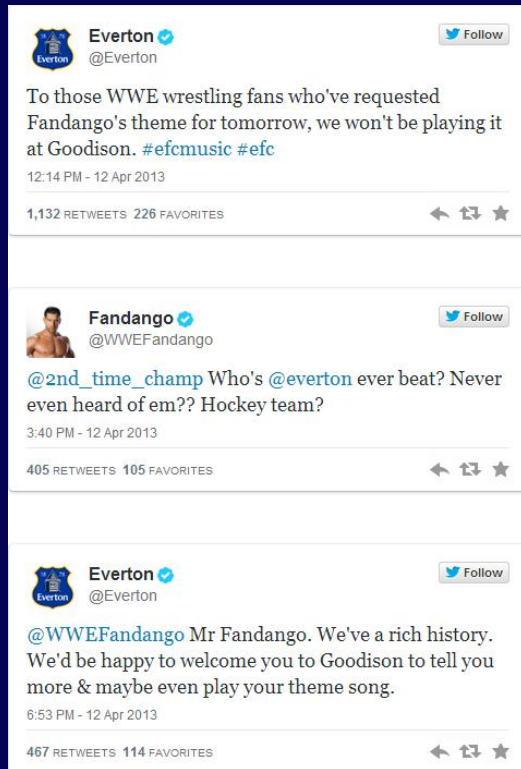 Everton
@Everton
Follow
To those WWE wrestling fans who've requested
Fandango's theme for tomorrow, we won't be playing it
at Goodison. #efcmusic #efc
12:14 PM - 12 Apr 2013
1,132 RETWEETS 226 FAVORITES
Fandango
@WWEFandango
Follow
@2nd_time_champ Who's @everton ever beat? Never
even heard of em?? Hockey team?
3:40 PM - 12 Apr 2013
405 RETWEETS 105 FAVORITES
Everton
Everton
@Everton
Follow
@WWEFandango Mr Fandango. We've a rich history.
We'd be happy to welcome you to Goodison to tell you
more & maybe even play your theme song.
6:53 PM - 12 Apr 2013
467 RETWEETS 114 FAVORITES